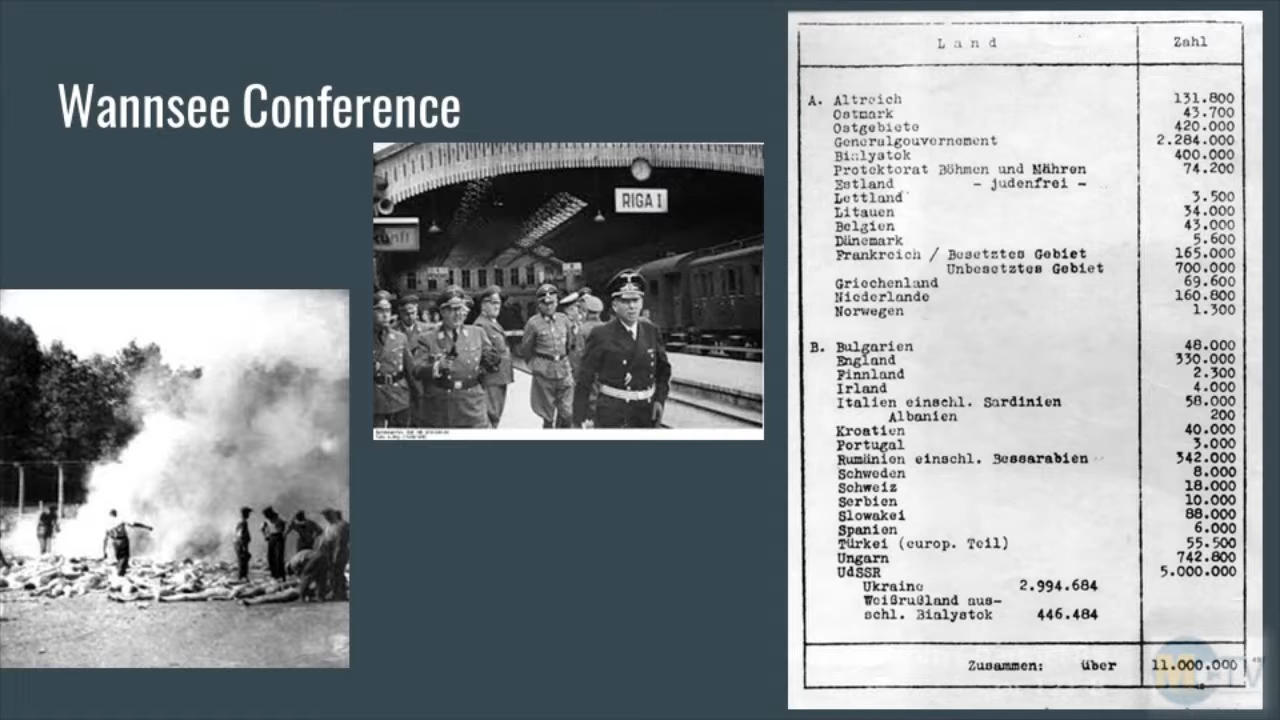 Wannsee Conference
RIGA 1
kunft
Land Zahl
A. Altreich 131.800
Ostmark 43.700
Ostgebiete 420.000
Generalgouvernement 2.284.000
Bialystok 400.000
Protektorat Böhmen und Mähren 74.200
Estland - judenfrei -
Lettland 3.500
Litauen 34.000
Belgien 43.000
Dänemark 5.600
Frankreich / Besetztes Gebiet 165.000
Unbesetztes Gebiet 700.000
Griechenland 69.600
Niederlande 160.800
Norwegen 1.300
B. Bulgarien 48.000
England 330.000
Finnland 2.300
Irland 4.000
Italien einschl. Sardinien 58.000
Albanien 200
Kroatien 40.000
Portugal 3.000
Rumänien einschl. Bessarabien 342.000
Schweden 8.000
Schweiz 18.000
Serbien 10.000
Slowakei 88.000
Spanien 6.000
Türkei (europ. Teil) 55.500
Ungarn 742.800
UdSSR 5.000.000
Ukraine 2.994.684
Weißrußland aus-
schl. Bialystok 446.484
Zusammen: über 11.000.000